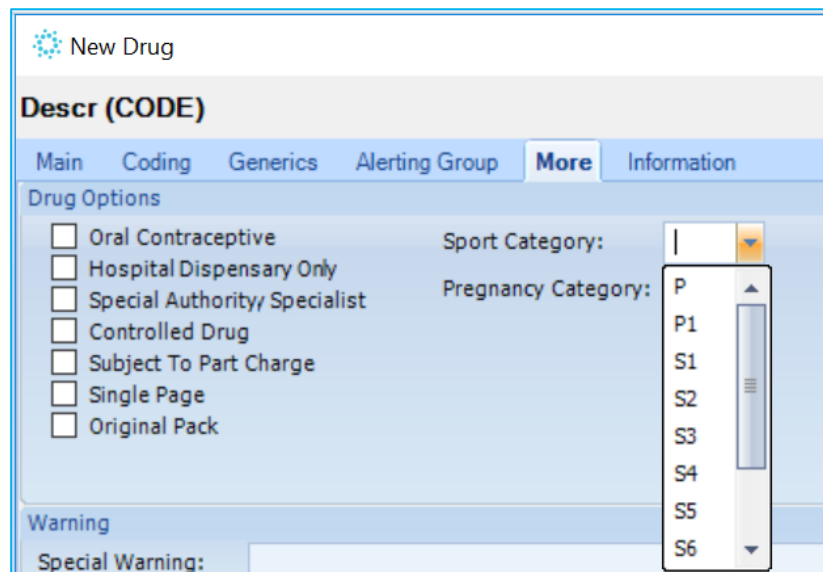 New Drug
Descr (CODE)
Main Coding Generics Alerting Group More Information
Drug Options
Oral Contraceptive
Hospital Dispensary Only
Special Authorityy Specialist
Controlled Drug
Subject To Part Charge
Single Page
Original Pack
Sport Category:
Pregnancy Category:
P
P1
S1
S2
S3
S4
S5
S6
Warning
Special Warning: